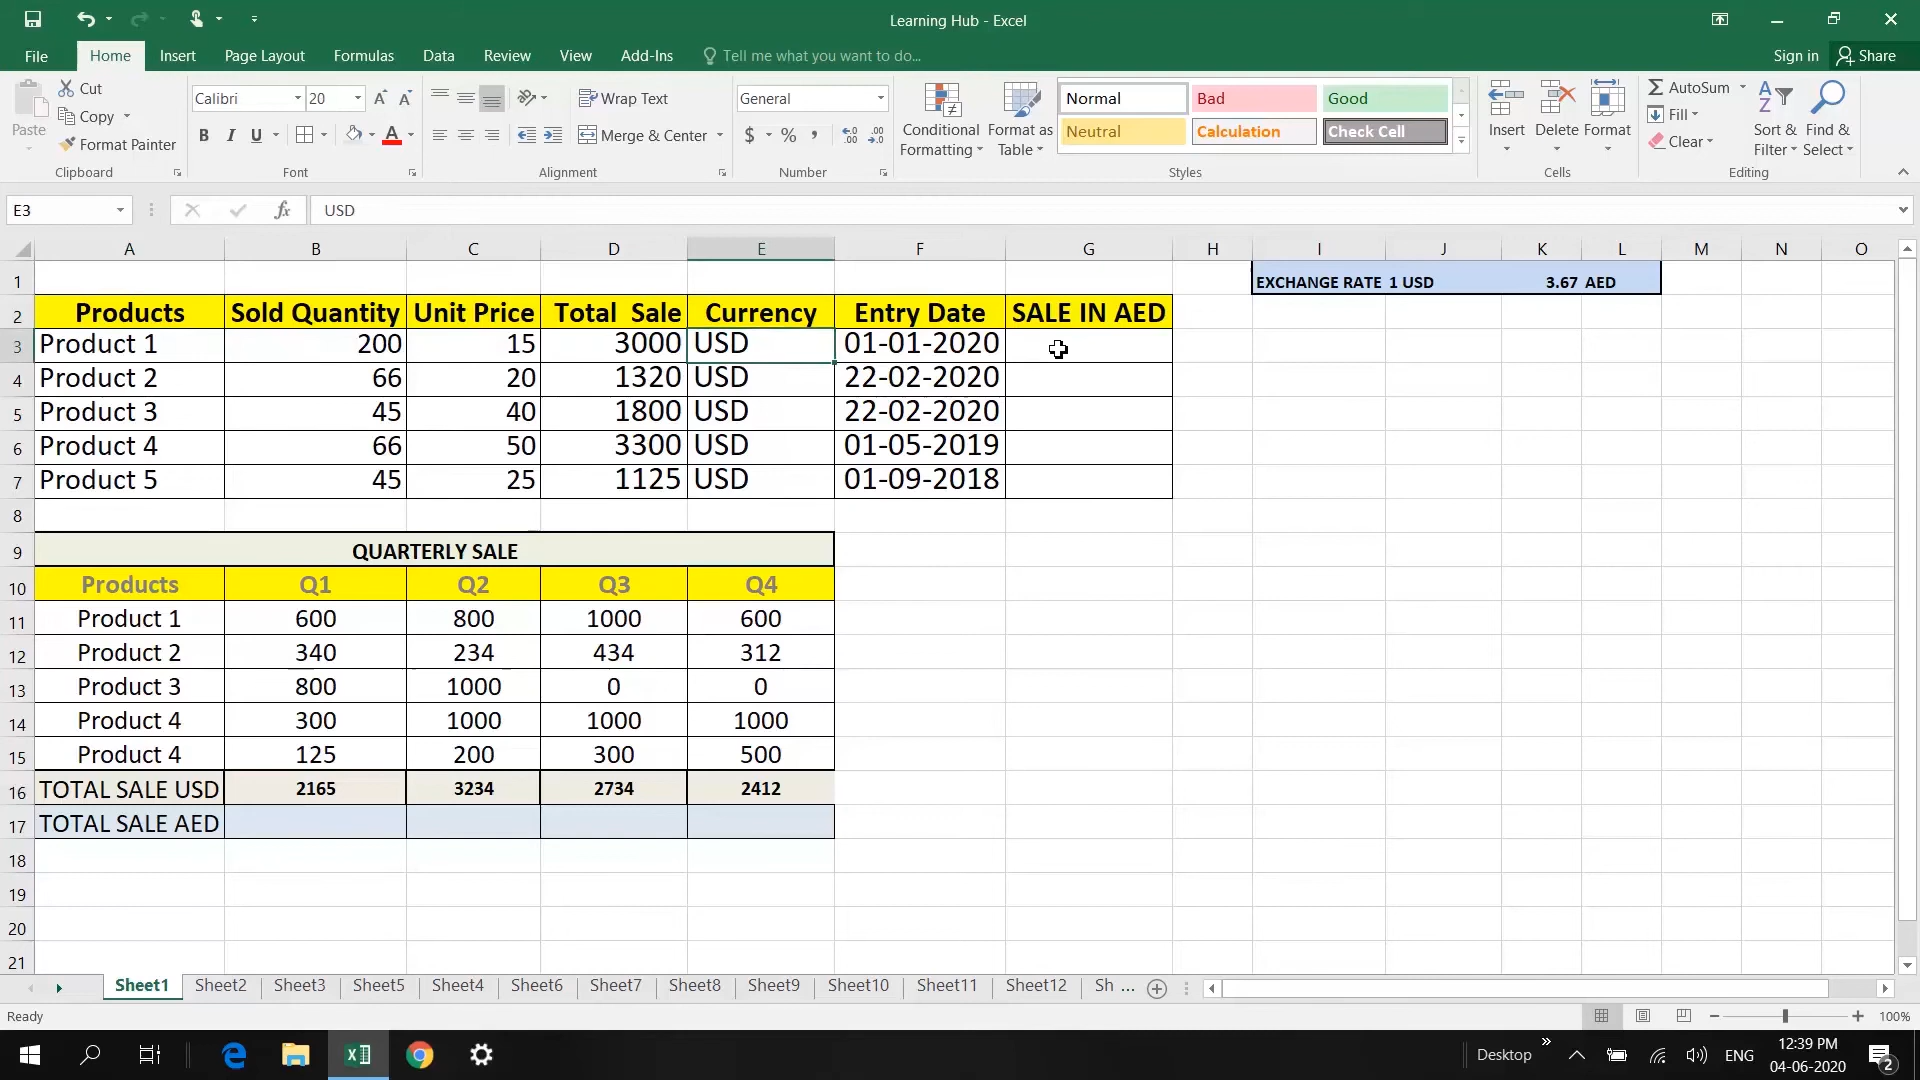 Learning Hub - Excel
File Home Insert Page Layout Formulas Data Review View Add-Ins Tell me what you want to do... Sign in Share
Paste Cut Copy Format Painter Clipboard
Calibri 20 Font
Wrap Text Merge & Center Alignment
General Number
Conditional Formatting Format as Table
Normal Bad Good
Neutral Calculation Check Cell
Styles
Insert Delete Format Cells
AutoSum Fill Clear Sort & Filter Find & Select Editing
E3 fx USD
A B C D E F G H I J K L M N O
1 EXCHANGE RATE 1 USD 3.67 AED
2 Products Sold Quantity Unit Price Total Sale Currency Entry Date SALE IN AED
3 Product 1 200 15 3000 USD 01-01-2020
4 Product 2 66 20 1320 USD 22-02-2020
5 Product 3 45 40 1800 USD 22-02-2020
6 Product 4 66 50 3300 USD 01-05-2019
7 Product 5 45 25 1125 USD 01-09-2018
8
9 QUARTERLY SALE
10 Products Q1 Q2 Q3 Q4
11 Product 1 600 800 1000 600
12 Product 2 340 234 434 312
13 Product 3 800 1000 0 0
14 Product 4 300 1000 1000 1000
15 Product 4 125 200 300 500
16 TOTAL SALE USD 2165 3234 2734 2412
17 TOTAL SALE AED
18
19
20
21
Sheet1 Sheet2 Sheet3 Sheet5 Sheet4 Sheet6 Sheet7 Sheet8 Sheet9 Sheet10 Sheet11 Sheet12 Sh ...
Ready 100%
Desktop ENG 12:39 PM
04-06-2020 2